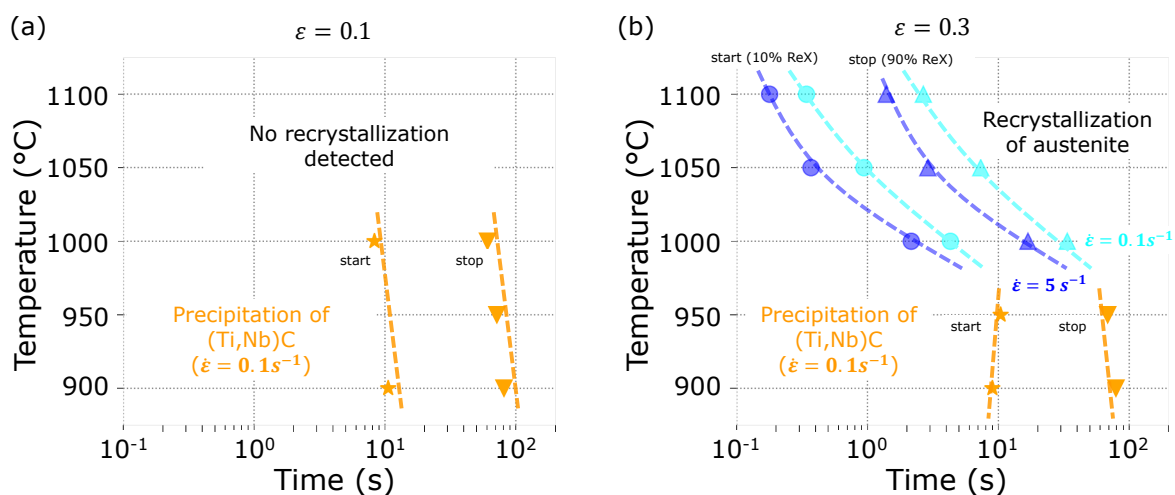 (a)
ε = 0.1
Temperature (°C)
1100
1050
1000
950
900
No recrystallization
detected
start
stop
Precipitation of
(Ti,Nb)C
(ε̇ = 0.1s⁻¹)
10⁻¹
10⁰
10¹
10²
Time (s)
(b)
ε = 0.3
Temperature (°C)
1100
1050
1000
950
900
start (10% ReX)
stop (90% ReX)
Recrystallization
of austenite
ε̇ = 0.1s⁻¹
ε̇ = 5 s⁻¹
Precipitation of
(Ti,Nb)C
(ε̇ = 0.1s⁻¹)
start
stop
10⁻¹
10⁰
10¹
10²
Time (s)